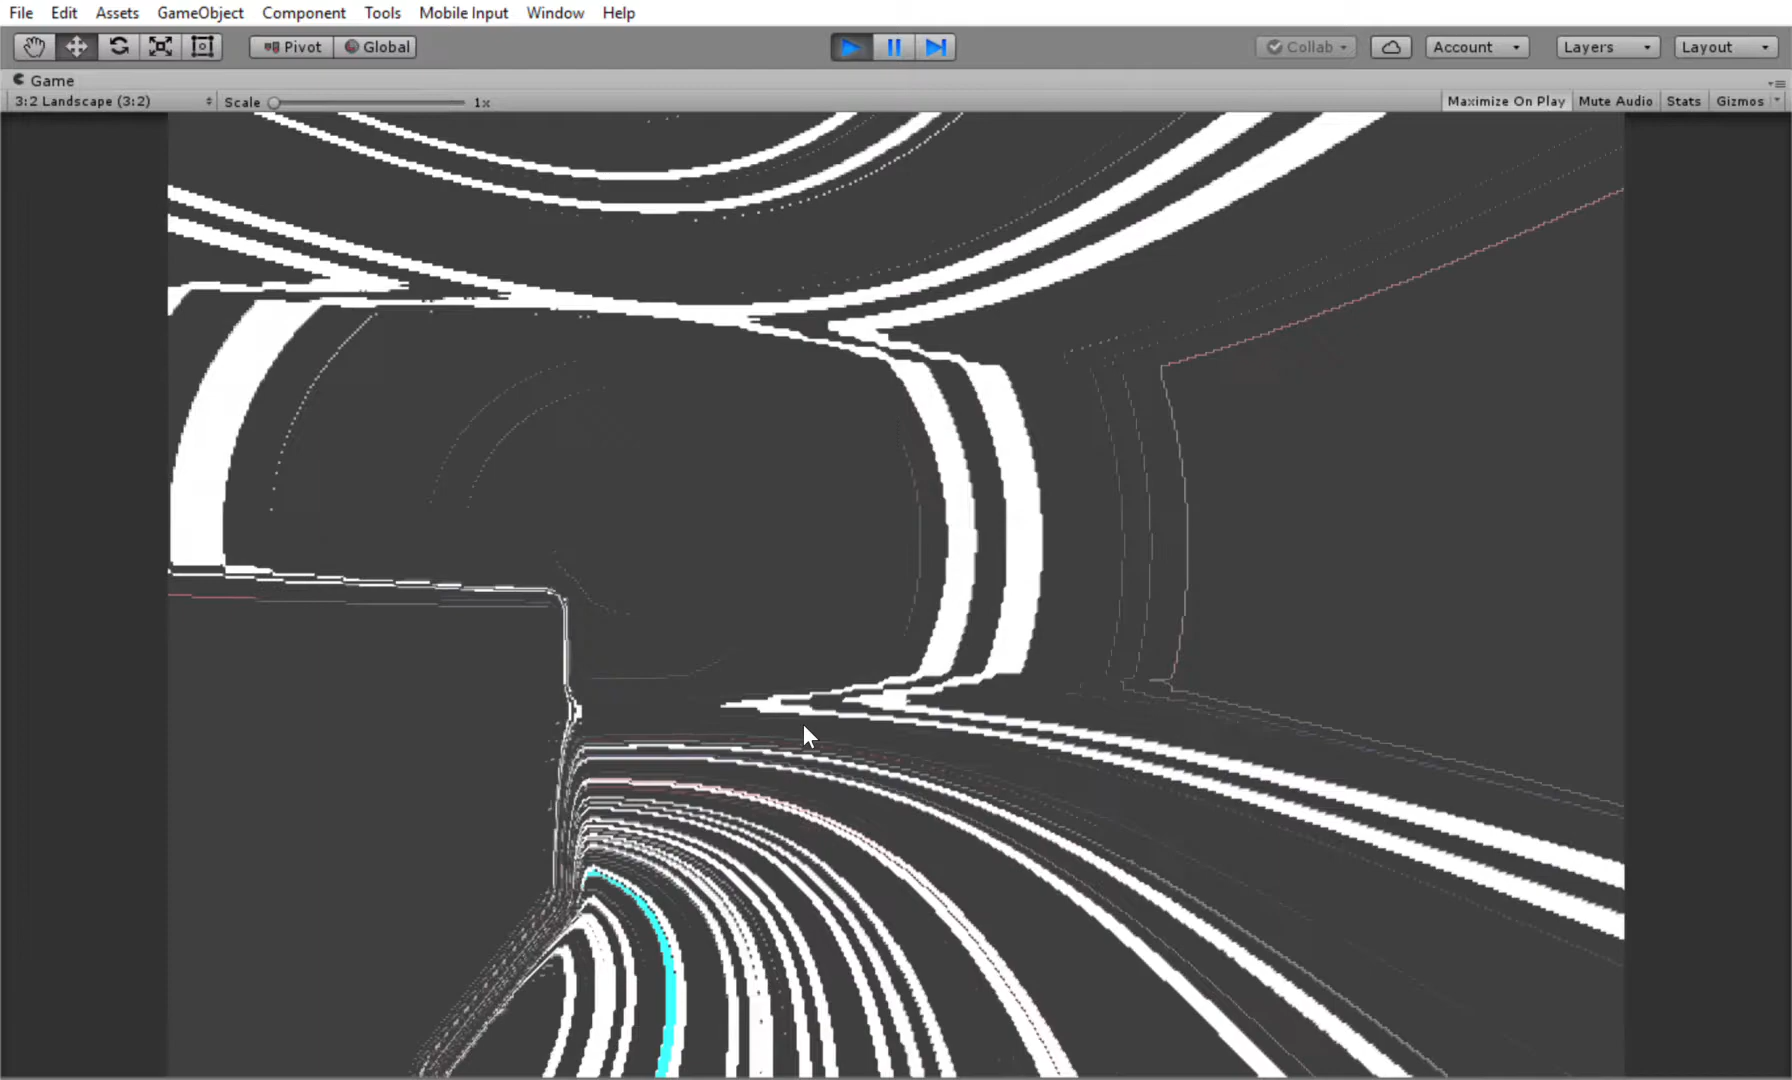 File Edit Assets GameObject Component Tools Mobile Input Window Help
Pivot Global Collab Account Layers Layout
Game
3:2 Landscape (3:2) Scale 1x Maximize On Play Mute Audio Stats Gizmos